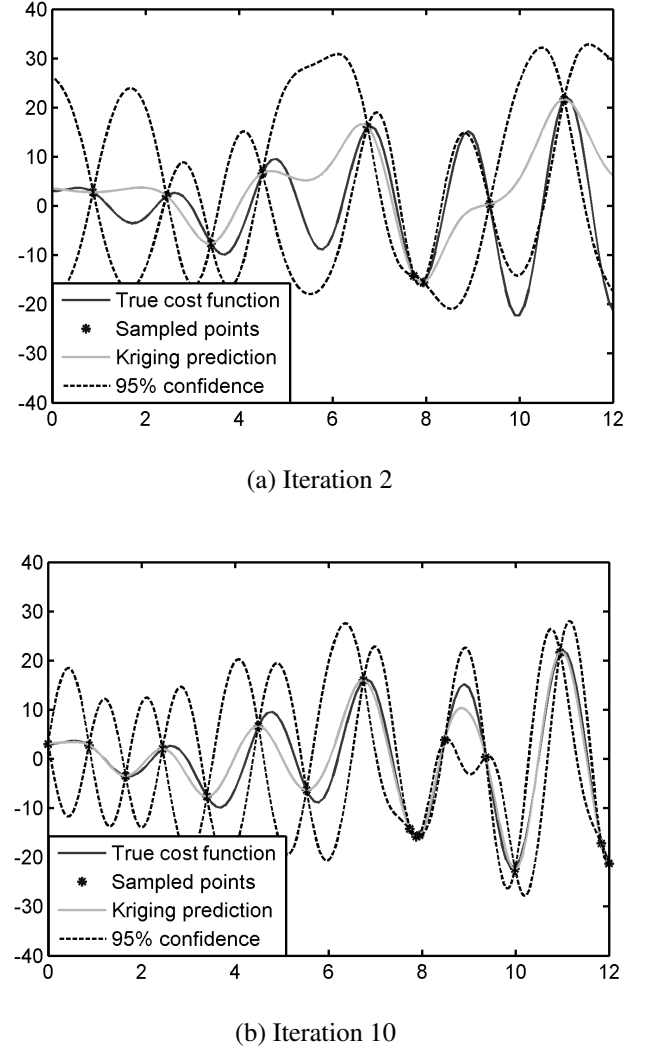 40
30
20
10
0
-10
-20
-30
-40
True cost function
Sampled points
Kriging prediction
95% confidence
0 2 4 6 8 10 12
(a) Iteration 2
40
30
20
10
0
-10
-20
-30
-40
True cost function
Sampled points
Kriging prediction
95% confidence
0 2 4 6 8 10 12
(b) Iteration 10